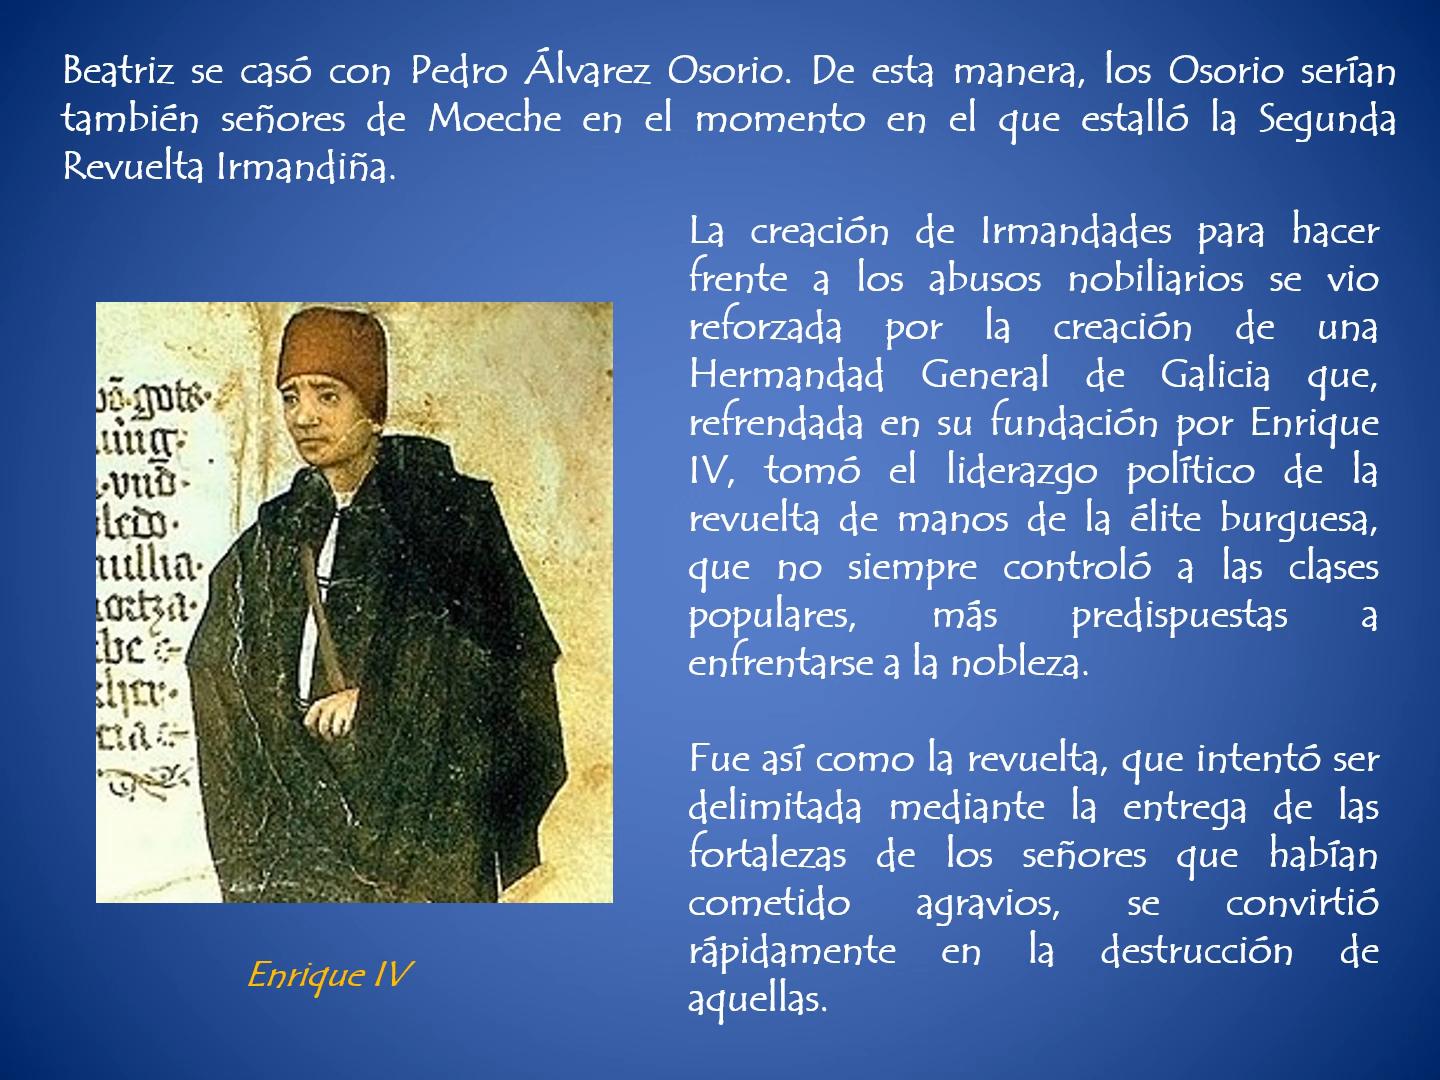 Beatriz se casó con Pedro Álvarez Osorio. De esta manera, los Osorio serían
también señores de Moeche en el momento en el que estalló la Segunda
Revuelta Irmandiña.
La creación de Irmandades para hacer
frente a los abusos nobiliarios se vio
reforzada por la creación de una
Hermandad General de Galicia que,
refrendada en su fundación por Enrique
IV, tomó el liderazgo político de la
revuelta de manos de la élite burguesa,
que no siempre controló a las clases
populares, más predispuestas a
enfrentarse a la nobleza.
Fue así como la revuelta, que intentó ser
delimitada mediante la entrega de las
fortalezas de los señores que habían
cometido agravios, se convirtió
rápidamente en la destrucción de
aquellas.
Enrique IV